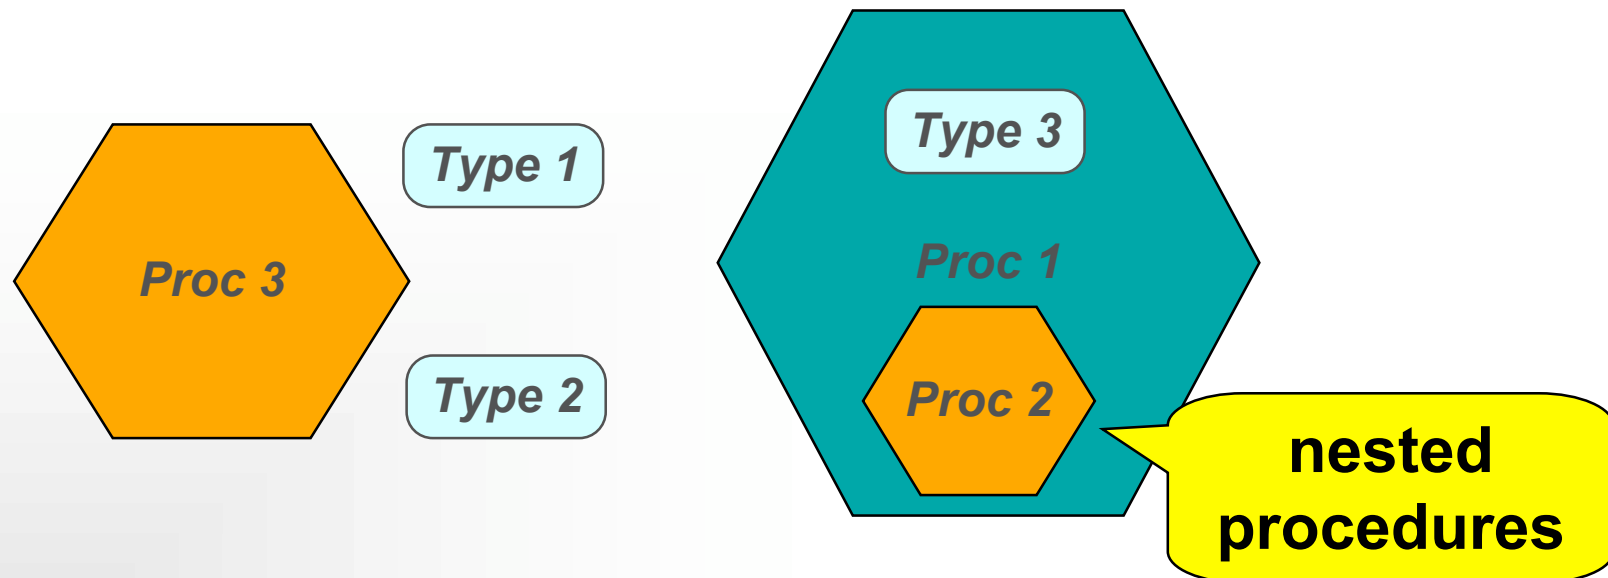 Proc 3
Type 1
Type 2
Type 3
Proc 1
Proc 2
nested
procedures